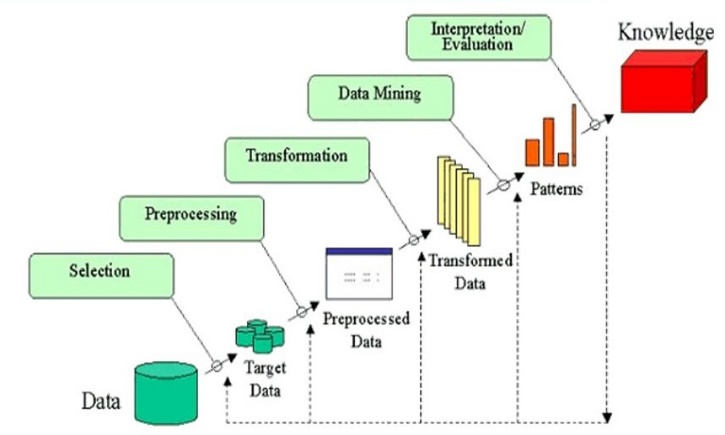 Interpretation/
Evaluation
Knowledge
Data Mining
Transformation
Patterns
Preprocessing
Transformed
Data
Selection
Preprocessed
Data
Target
Data
Data